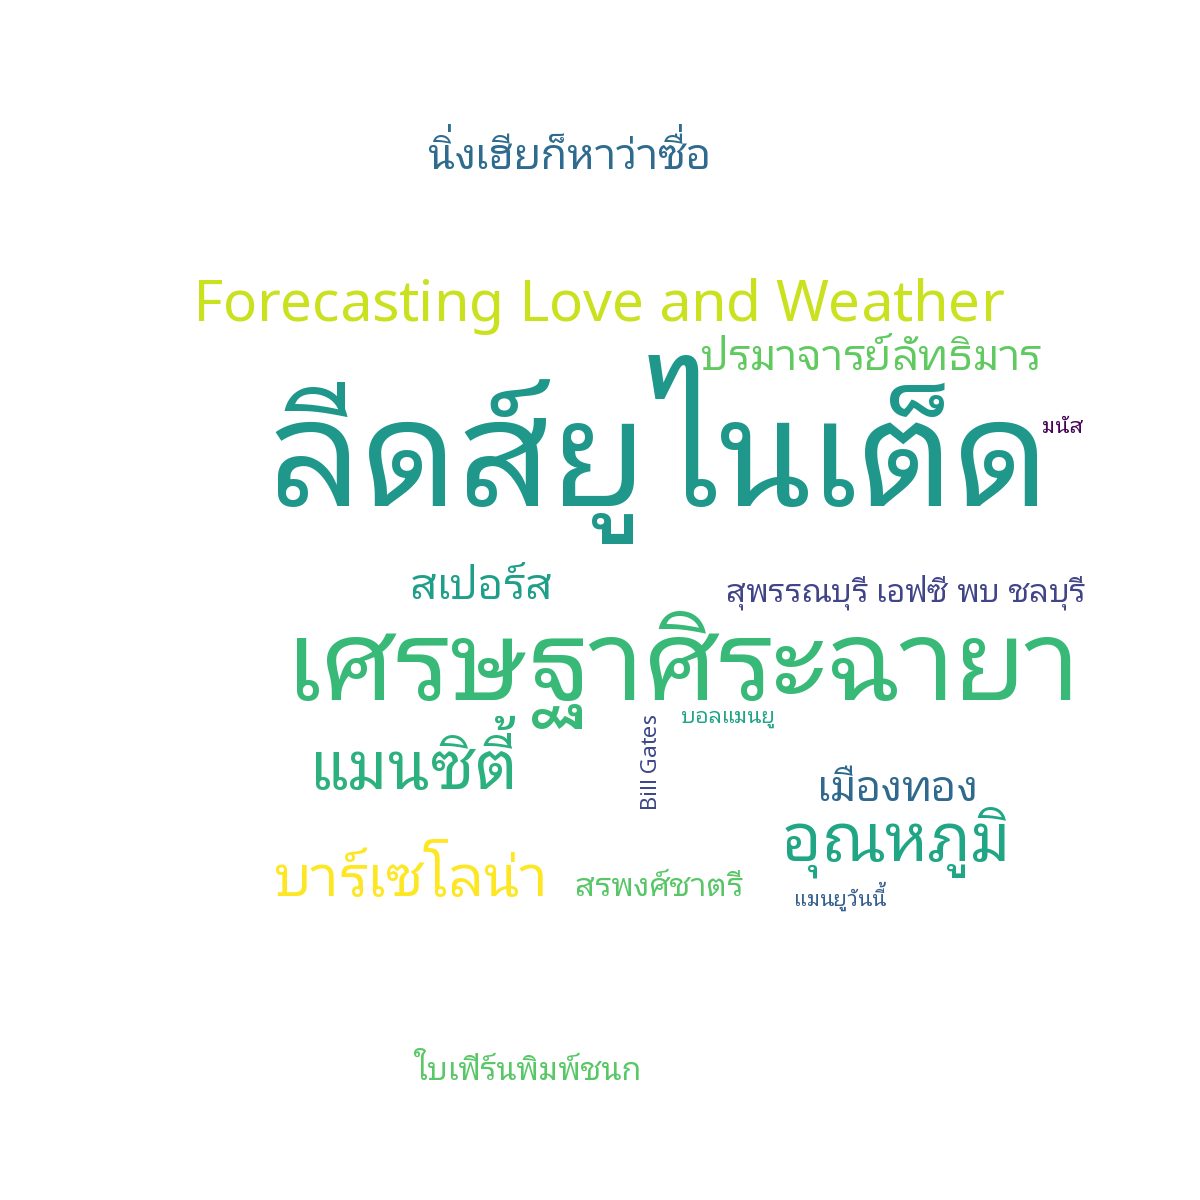 นิ่งเฮียก็หาว่าซื่อ
Forecasting Love and Weather
ปรมาจารย์ลัทธิมาร
ลีดส์ยูไนเต็ด
มนัส
สเปอร์ส
สุพรรณบุรี เอฟซี พบ ชลบุรี
เศรษฐาศิระฉายา
บอลแมนยู
Bill Gates
แมนซิตี้
เมืองทอง
อุณหภูมิ
บาร์เซโลน่า
สรพงศ์ชาตรี
แมนยูวันนี้
ใบเฟิร์นพิมพ์ชนก